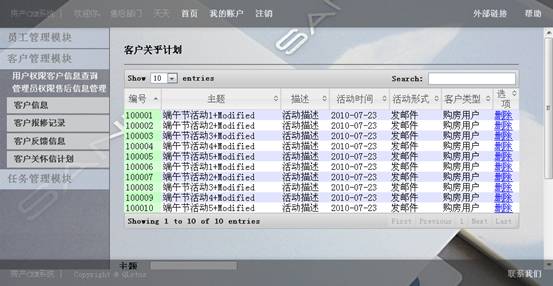 房产CRM系统 | 欢迎你, 售后部门 天天 首页 我的账户 注销 外部链接 帮助
员工管理模块
客户管理模块
用户权限客户信息查询
管理员权限售后信息管理
客户信息
客户报修记录
客户反馈信息
客户关怀信计划
任务管理模块
客户关乎计划
Show 10 entries Search:
编号 主题 描述 活动时间 活动形式 客户类型 选项
100001 端午节活动1+Modified 活动描述 2010-07-23 发邮件 购房用户 删除
100002 端午节活动2+Modified 活动描述 2010-07-23 发邮件 购房用户 删除
100003 端午节活动3+Modified 活动描述 2010-07-23 发邮件 购房用户 删除
100004 端午节活动4+Modified 活动描述 2010-07-23 发邮件 购房用户 删除
100005 端午节活动5+Modified 活动描述 2010-07-23 发邮件 购房用户 删除
100006 端午节活动1+Modified 活动描述 2010-07-23 发邮件 购房用户 删除
100007 端午节活动2+Modified 活动描述 2010-07-23 发邮件 购房用户 删除
100008 端午节活动3+Modified 活动描述 2010-07-23 发邮件 购房用户 删除
100009 端午节活动4+Modified 活动描述 2010-07-23 发邮件 购房用户 删除
100010 端午节活动5+Modified 活动描述 2010-07-23 发邮件 购房用户 删除
Showing 1 to 10 of 10 entries First Previous 1 Next Last
主题
房产CRM系统 | Copyright © 联系我们